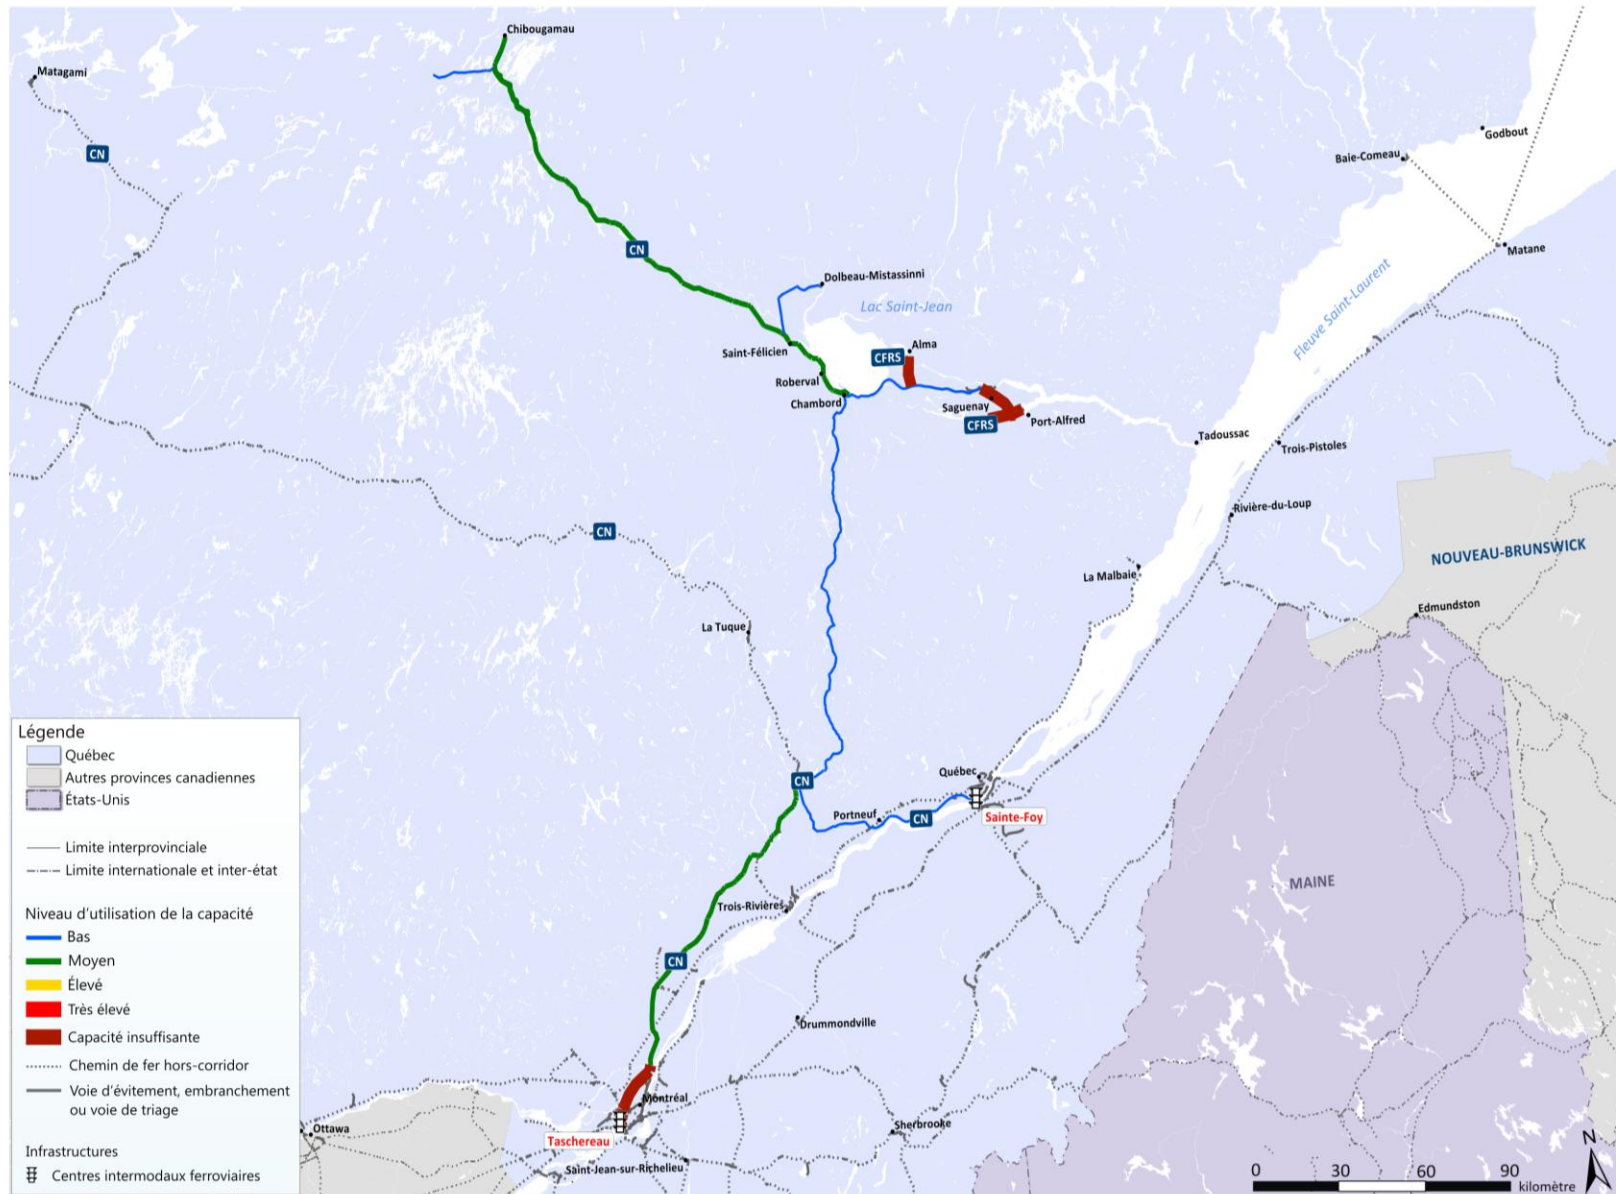 Chibougamau
Matagami
CN
Godbout
Baie-Comeau
CN
Matane
Dolbeau-Mistassinni
Lac Saint-Jean
Fleuve Saint-Laurent
Saint-Félicien
Alma
CFRS
Roberval
Chambord
Saguenay
CFRS
Port-Alfred
Tadoussac
Trois-Pistoles
Rivière-du-Loup
CN
NOUVEAU-BRUNSWICK
La Malbaie
Edmundston
La Tuque
CN
Québec
Portneuf
CN
Sainte-Foy
MAINE
Trois-Rivières
CN
Drummondville
Montréal
Sherbrooke
Ottawa
Taschereau
Saint-Jean-sur-Richelieu
Légende
Québec
Autres provinces canadiennes
États-Unis
Limite interprovinciale
Limite internationale et inter-état
Niveau d'utilisation de la capacité
Bas
Moyen
Élevé
Très élevé
Capacité insuffisante
Chemin de fer hors-corridor
Voie d'évitement, embranchement
ou voie de triage
Infrastructures
Centres intermodaux ferroviaires
N
0 30 60 90
kilomètre